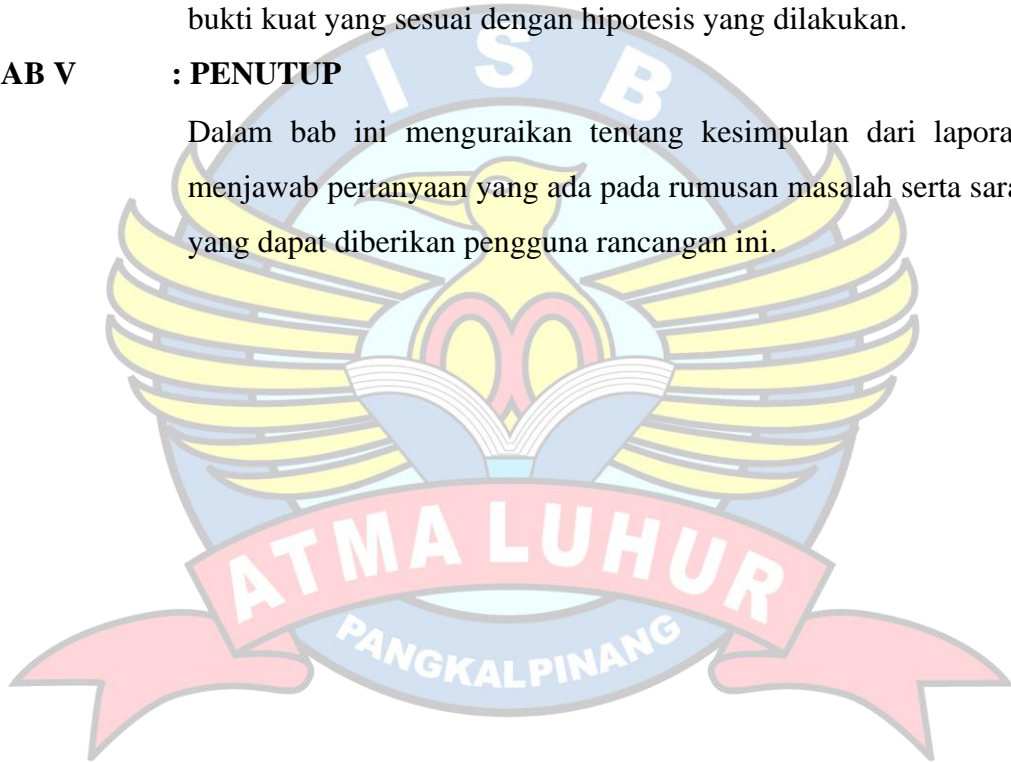 bukti kuat yang sesuai dengan hipotesis yang dilakukan.
AB V : PENUTUP
Dalam bab ini menguraikan tentang kesimpulan dari lapora
menjawab pertanyaan yang ada pada rumusan masalah serta sara
yang dapat diberikan pengguna rancangan ini.
I S B
ATMA LUHUR
PANGKALPINANG